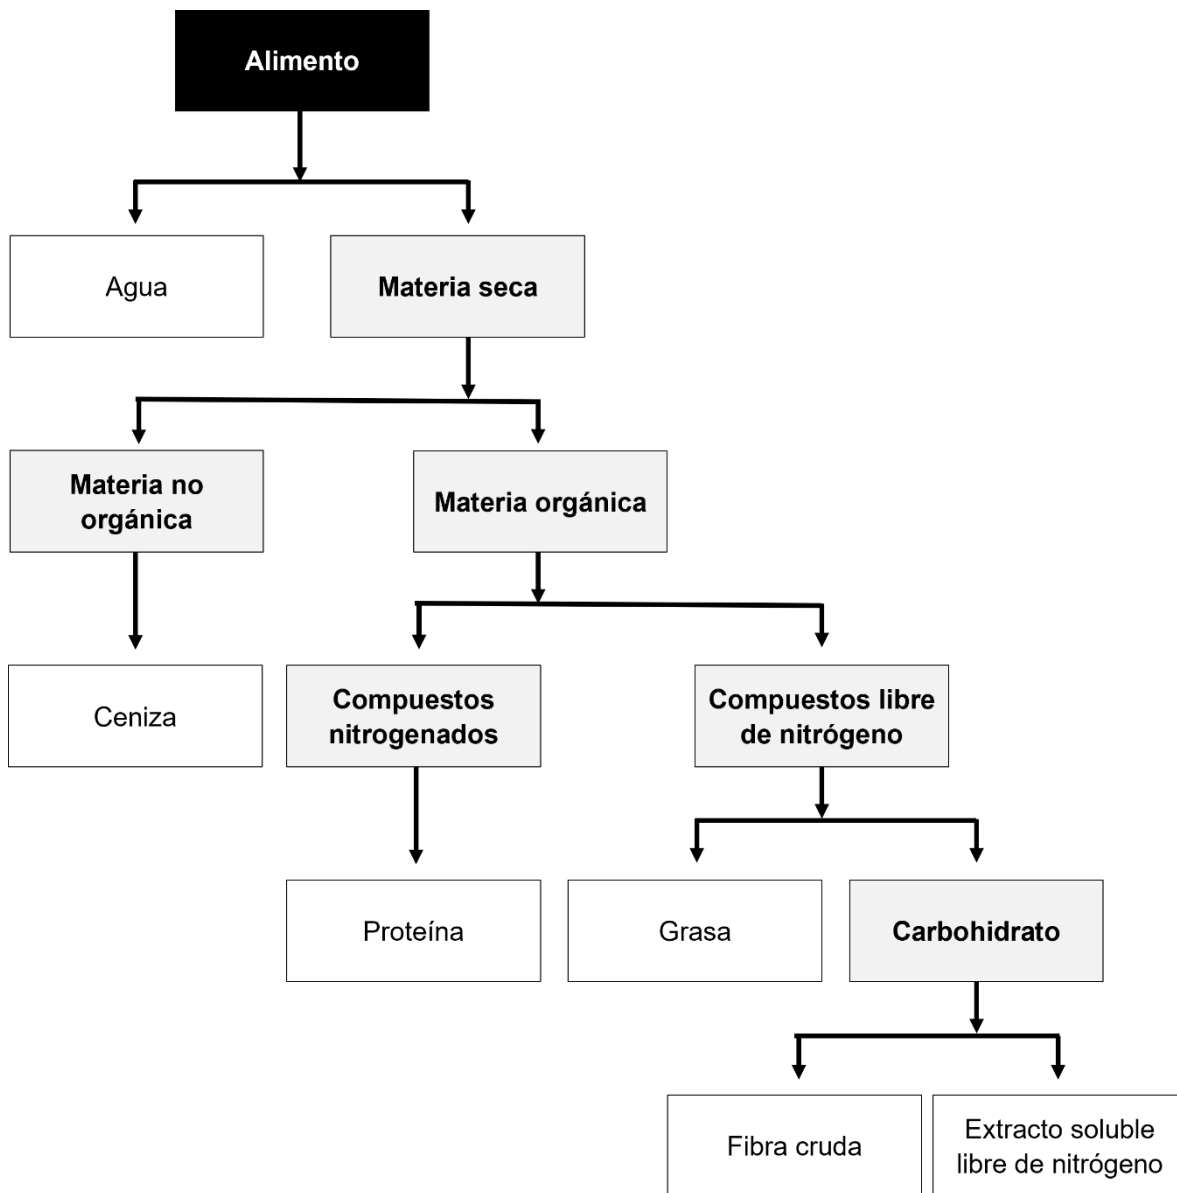 Alimento
Agua
Materia seca
Materia no
orgánica
Materia orgánica
Ceniza
Compuestos
nitrogenados
Compuestos libre
de nitrógeno
Proteína
Grasa
Carbohidrato
Fibra cruda
Extracto soluble
libre de nitrógeno